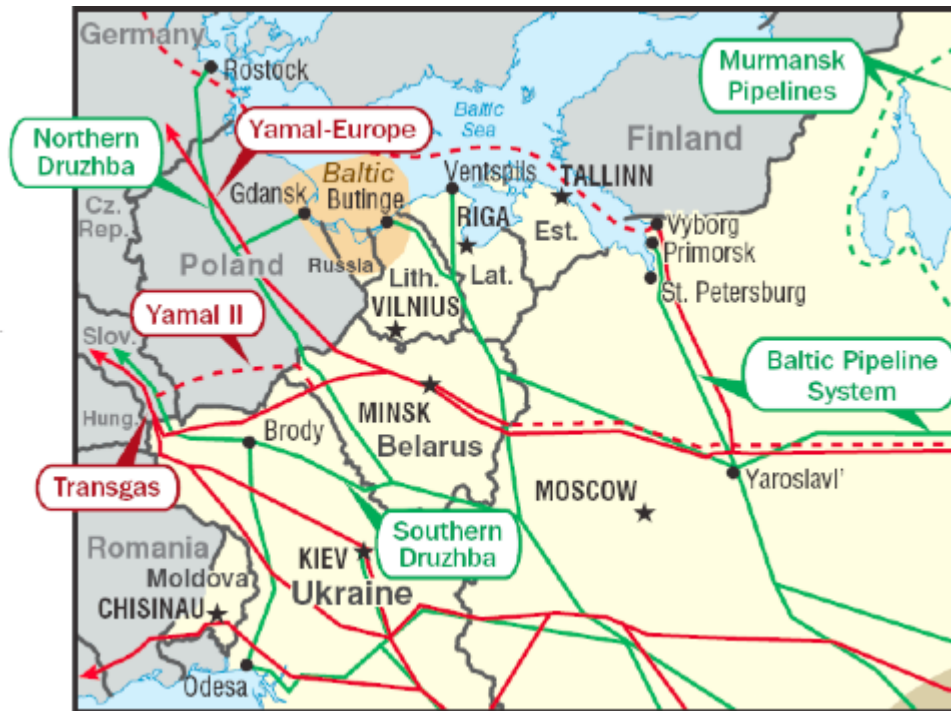 Germany
Rostock
Murmansk
Pipelines
Northern
Druzhba
Yamal-Europe
Baltic
Sea
Finland
Cz.
Rep.
Gdansk
Baltic
Butinge
Ventspils
TALLINN
RIGA
Est.
Vyborg
Primorsk
Poland
Russia
Lith.
Lat.
St. Petersburg
VILNIUS
Yamal II
Slov.
Baltic Pipeline
System
MINSK
Hung.
Brody
Belarus
Yaroslavl'
Transgas
MOSCOW
Southern
Druzhba
Romania
Moldova
KIEV
Ukraine
CHISINAU
Odesa